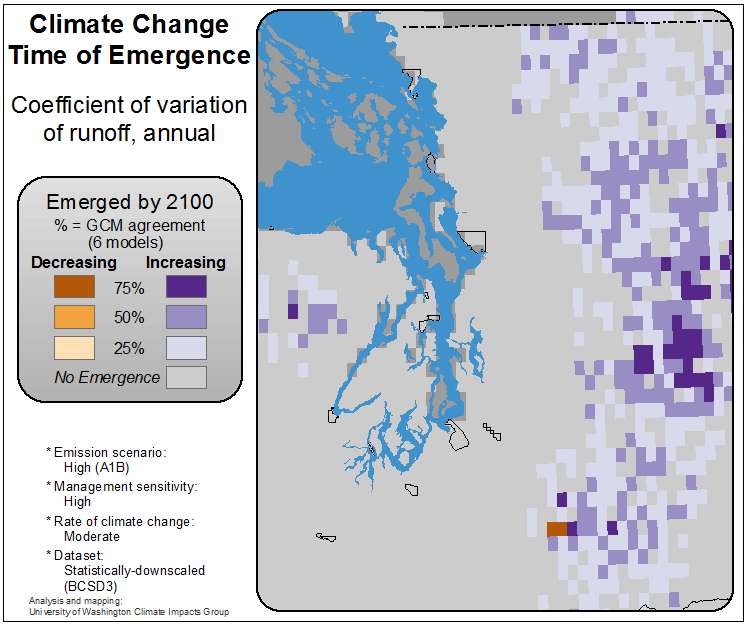 Climate Change
Time of Emergence
Coefficient of variation
of runoff, annual
Emerged by 2100
% = GCM agreement
(6 models)
Decreasing Increasing
75%
50%
25%
No Emergence
* Emission scenario:
High (A1B)
* Management sensitivity:
High
* Rate of climate change:
Moderate
* Dataset:
Statistically-downscaled
(BCSD3)
Analysis and mapping:
University of Washington Climate Impacts Group